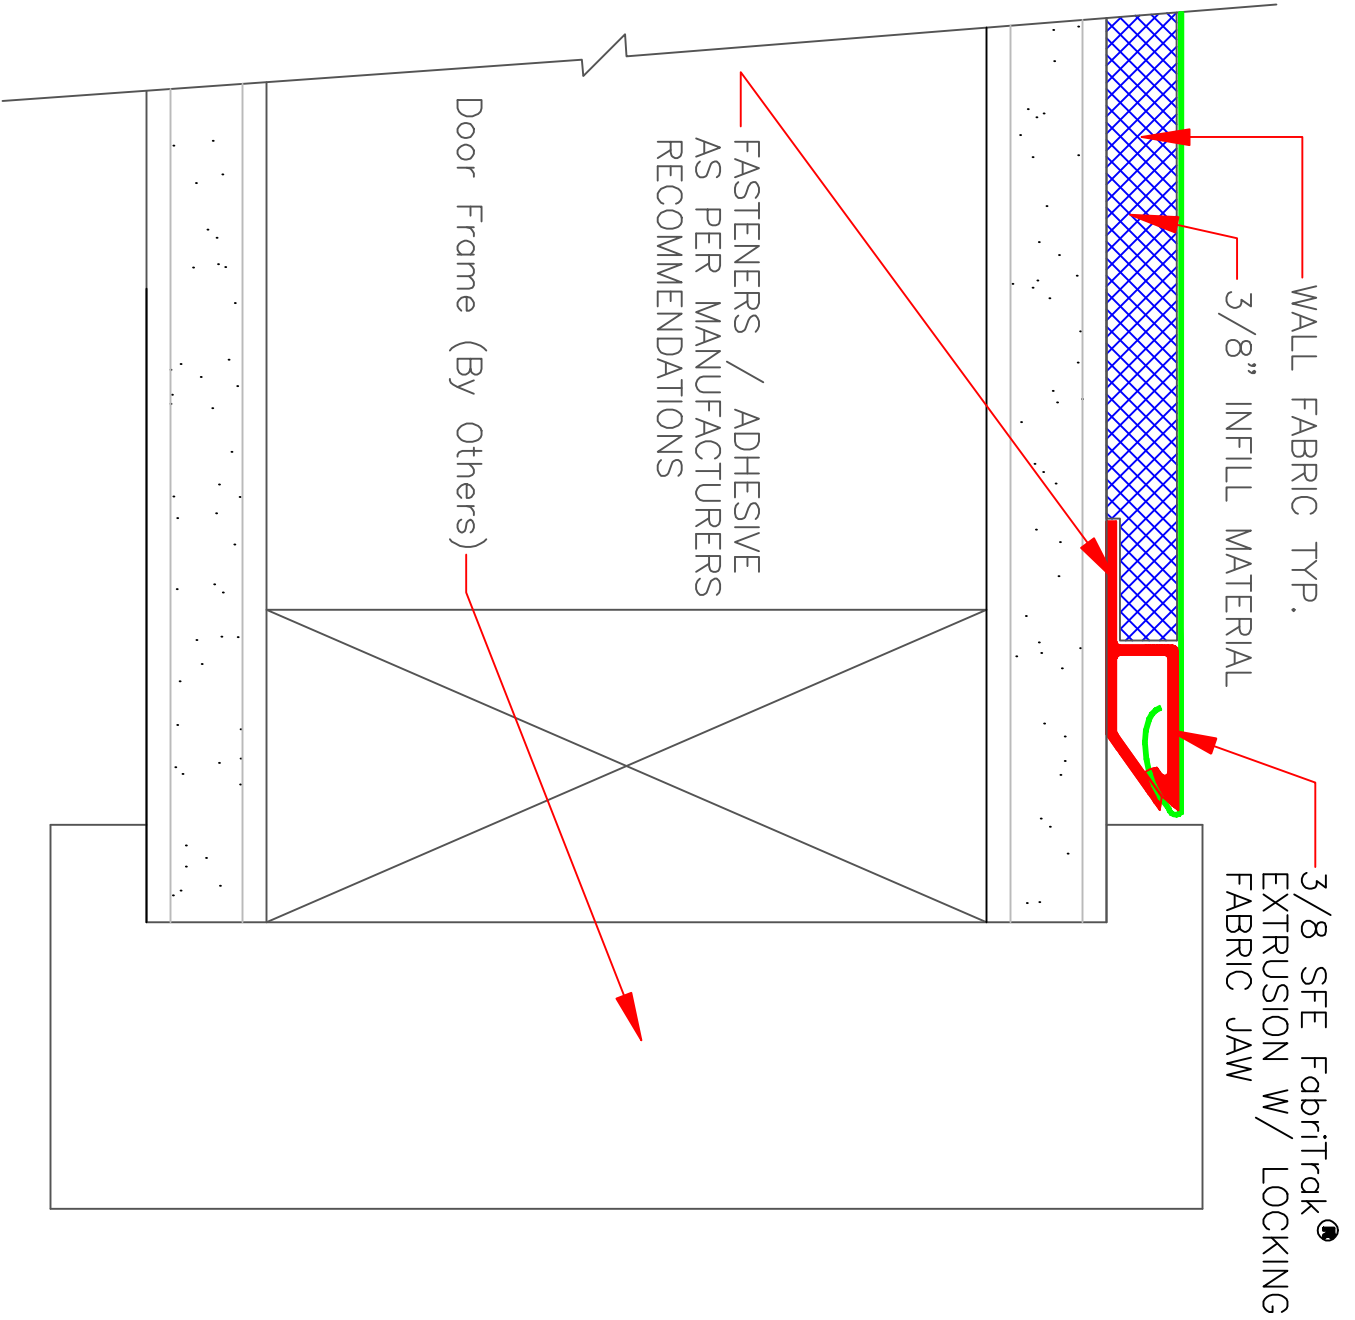 WALL FABRIC TYP.
3/8" INFILL MATERIAL
3/8 SFE FabriTrak®
EXTRUSION W/ LOCKING
FABRIC JAW
FASTENERS / ADHESIVE
AS PER MANUFACTURERS
RECOMMENDATIONS
Door Frame (By Others)